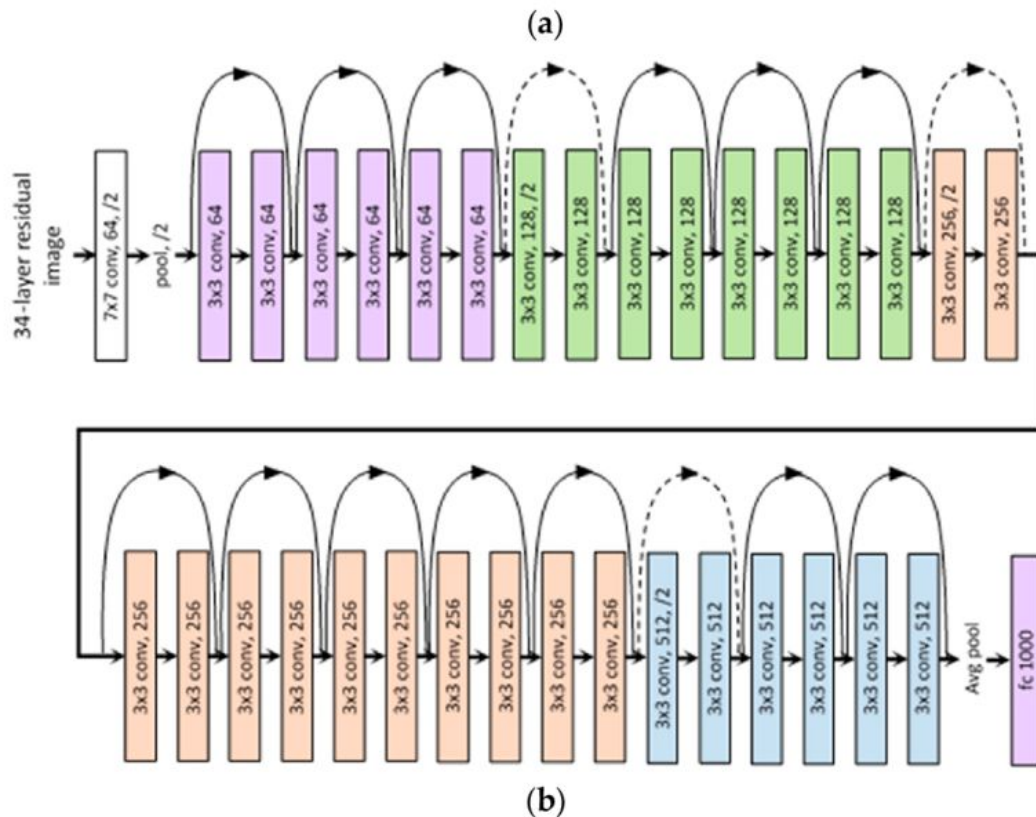 (a)
34-layer residual
image
7x7 conv, 64, /2
pool, /2
3x3 conv, 64
3x3 conv, 64
3x3 conv, 64
3x3 conv, 64
3x3 conv, 64
3x3 conv, 64
3x3 conv, 128, /2
3x3 conv, 128
3x3 conv, 128
3x3 conv, 128
3x3 conv, 128
3x3 conv, 128
3x3 conv, 128
3x3 conv, 128
3x3 conv, 256, /2
3x3 conv, 256
3x3 conv, 256
3x3 conv, 256
3x3 conv, 256
3x3 conv, 256
3x3 conv, 256
3x3 conv, 256
3x3 conv, 256
3x3 conv, 256
3x3 conv, 256
3x3 conv, 256
3x3 conv, 512, /2
3x3 conv, 512
3x3 conv, 512
3x3 conv, 512
3x3 conv, 512
3x3 conv, 512
Avg pool
fc 1000
(b)